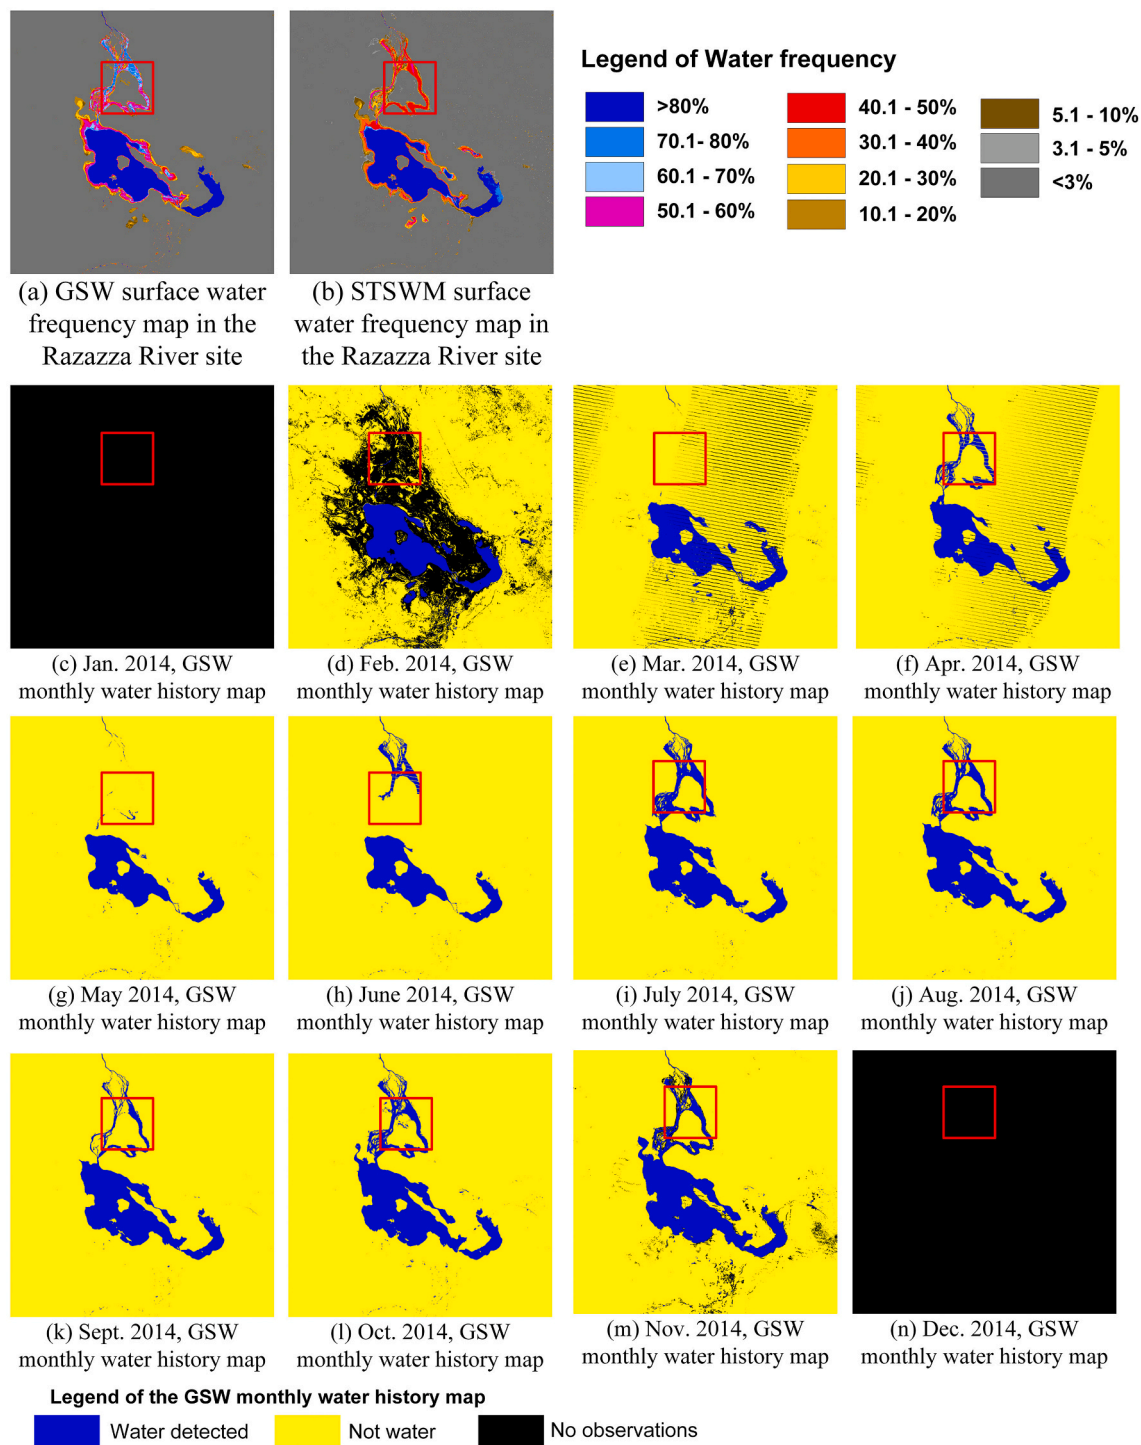 Legend of Water frequency
>80%
70.1- 80%
60.1 - 70%
50.1 - 60%
40.1 - 50%
30.1 - 40%
20.1 - 30%
10.1 - 20%
5.1 - 10%
3.1 - 5%
<3%
(a) GSW surface water
frequency map in the
Razazza River site
(b) STSWM surface
water frequency map in
the Razazza River site
(c) Jan. 2014, GSW
monthly water history map
(d) Feb. 2014, GSW
monthly water history map
(e) Mar. 2014, GSW
monthly water history map
(f) Apr. 2014, GSW
monthly water history map
(g) May 2014, GSW
monthly water history map
(h) June 2014, GSW
monthly water history map
(i) July 2014, GSW
monthly water history map
(j) Aug. 2014, GSW
monthly water history map
(k) Sept. 2014, GSW
monthly water history map
(l) Oct. 2014, GSW
monthly water history map
(m) Nov. 2014, GSW
monthly water history map
(n) Dec. 2014, GSW
monthly water history map
Legend of the GSW monthly water history map
Water detected
Not water
No observations